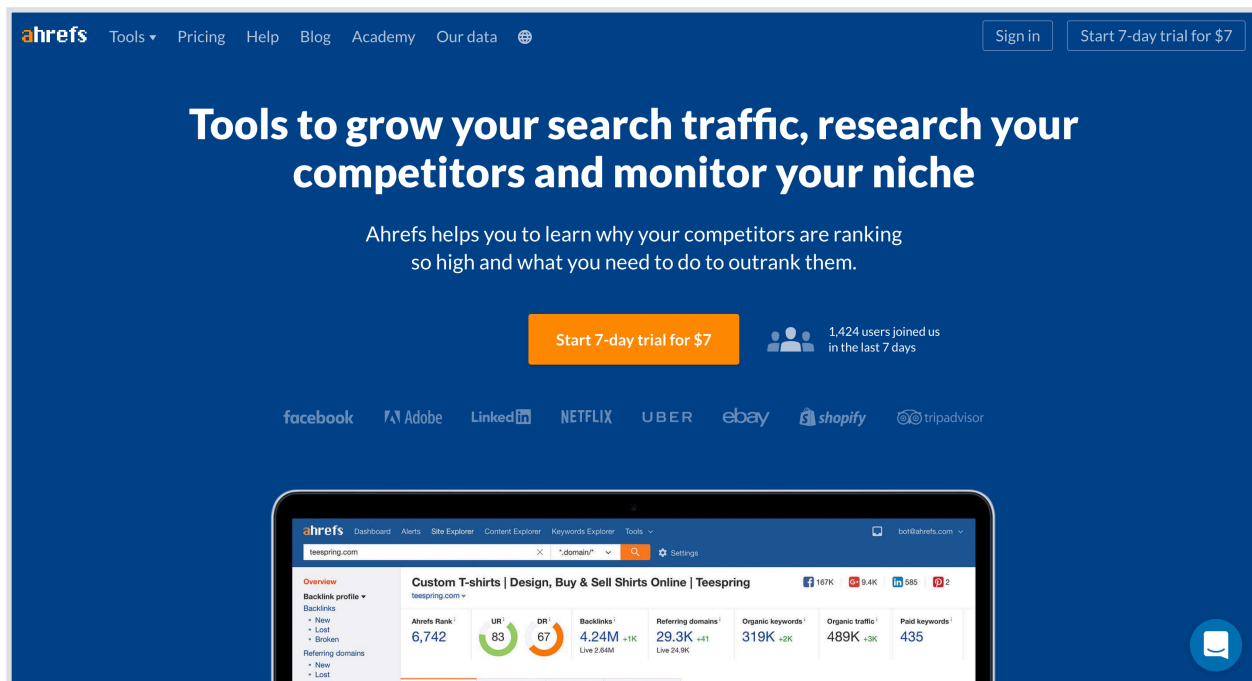 ahrefs Tools Pricing Help Blog Academy Our data Sign in Start 7-day trial for $7
Tools to grow your search traffic, research your
competitors and monitor your niche
Ahrefs helps you to learn why your competitors are ranking
so high and what you need to do to outrank them.
Start 7-day trial for $7
1,424 users joined us
in the last 7 days
facebook Adobe Linkedin NETFLIX UBER ebay shopify tripadvisor
ahrefs Dashboard Alerts Site Explorer Content Explorer Keywords Explorer Tools bot@ahrefs.com
teespring.com *.domain/* Settings
Overview
Backlink profile
Backlinks
• New
• Lost
• Broken
Referring domains
• New
• Lost
Custom T-shirts | Design, Buy & Sell Shirts Online | Teespring
167K G+ 9.4K in 585 2
teespring.com
Ahrefs Rank i UR i DR i Backlinks i Referring domains i Organic keywords i Organic traffic i Paid keywords i
6,742 83 67 4.24M +1K 29.3K +41 319K +2K 489K +3K 435
Live 2.64M Live 24.9K